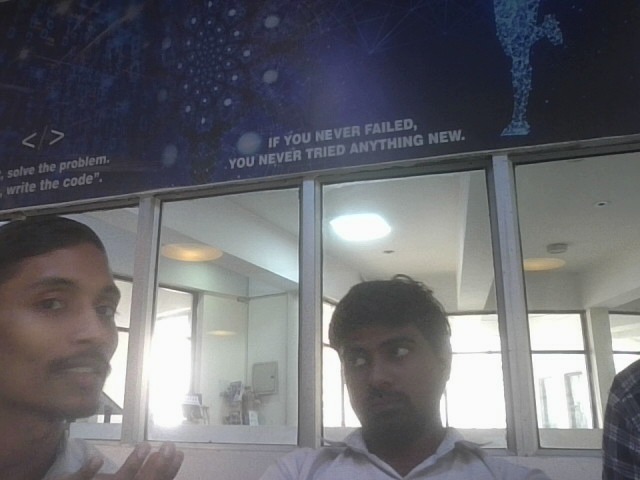 </>
, solve the problem.
, write the code".
IF YOU NEVER FAILED,
YOU NEVER TRIED ANYTHING NEW.